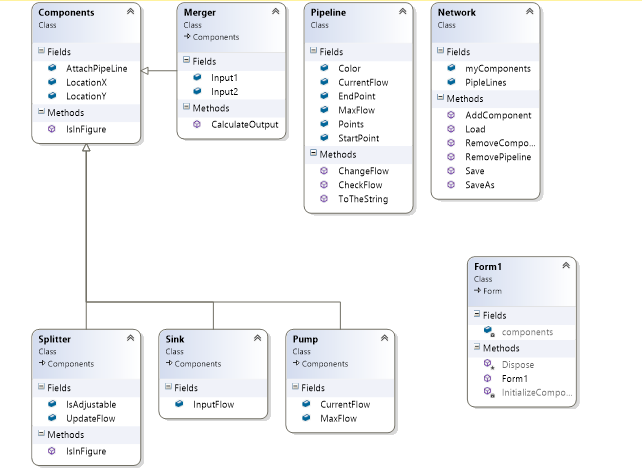 Components
Class
Fields
AttachPipeLine
LocationX
LocationY
Methods
IsInFigure
Merger
Class
Components
Fields
Input1
Input2
Methods
CalculateOutput
Pipeline
Class
Fields
Color
CurrentFlow
EndPoint
MaxFlow
Points
StartPoint
Methods
ChangeFlow
CheckFlow
ToTheString
Network
Class
Fields
myComponents
PipleLines
Methods
AddComponent
Load
RemoveCompo...
RemovePipeline
Save
SaveAs
Form1
Class
Form
Fields
components
Methods
Dispose
Form1
InitializeCompo...
Splitter
Class
Components
Fields
IsAdjustable
UpdateFlow
Methods
IsInFigure
Sink
Class
Components
Fields
InputFlow
Pump
Class
Components
Fields
CurrentFlow
MaxFlow